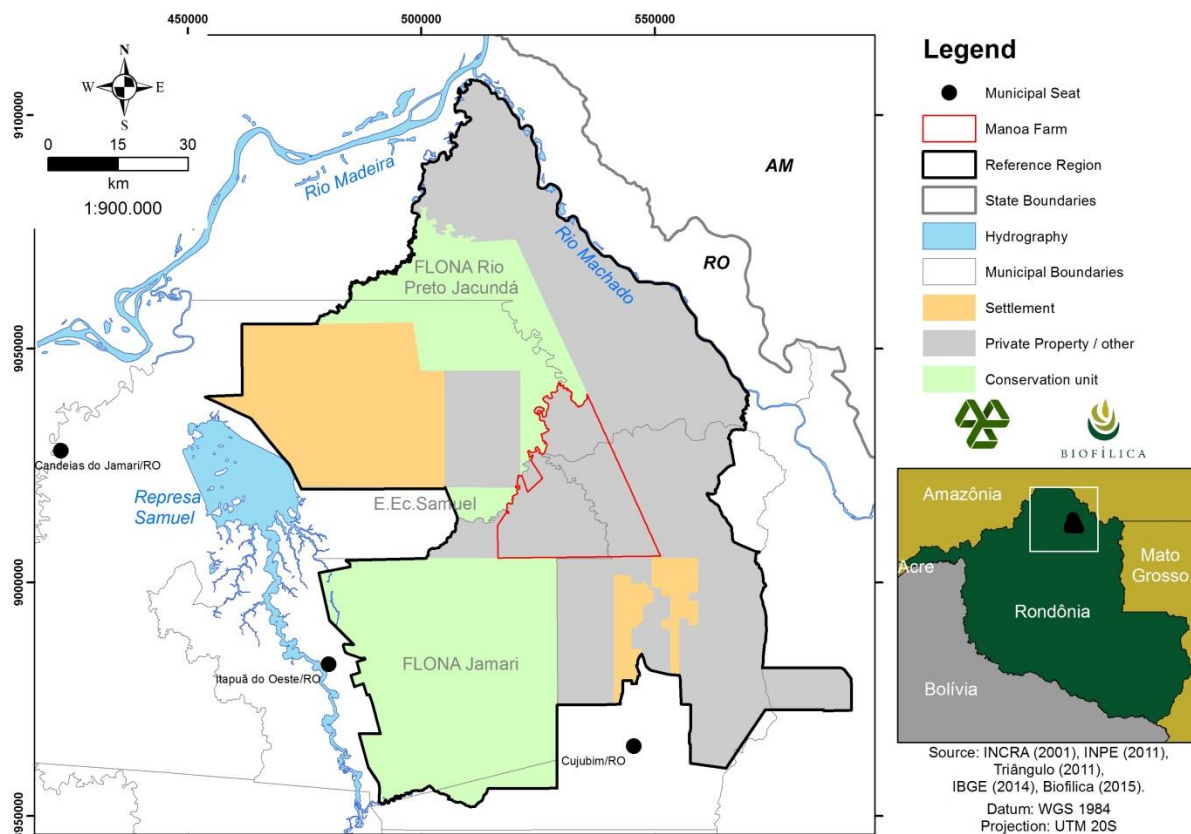 450000
500000
550000
N
W E
S
0 15 30
km
1:900.000
9100000
9050000
9000000
8950000
Rio Madeira
AM
RO
Rio Machado
FLONA Rio
Preto Jacundá
Candeias do Jamari/RO
Represa
Samuel
E.Ec.Samuel
FLONA Jamari
Itapuã do Oeste/RO
Cujubim/RO
Legend
Municipal Seat
Manoa Farm
Reference Region
State Boundaries
Hydrography
Municipal Boundaries
Settlement
Private Property / other
Conservation unit
BIOFÍLICA
Amazônia
Acre
Mato
Grosso
Rondônia
Bolívia
Source: INCRA (2001), INPE (2011),
Triângulo (2011),
IBGE (2014), Biofílica (2015).
Datum: WGS 1984
Projection: UTM 20S